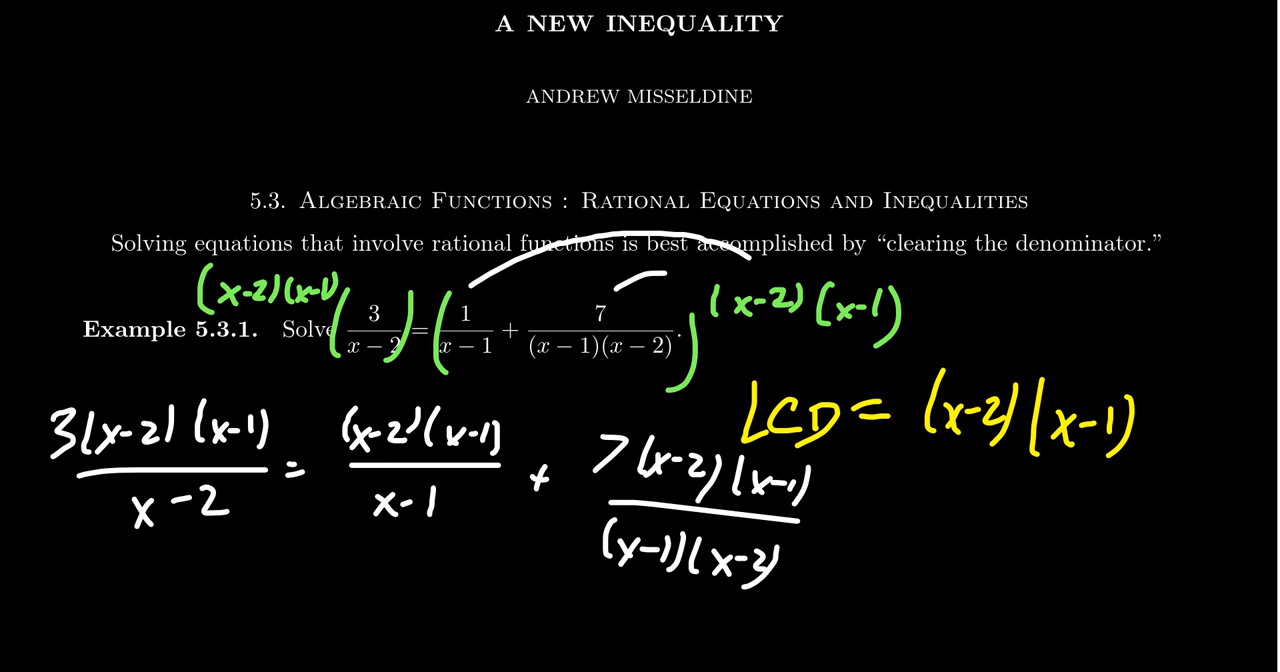 A NEW INEQUALITY
ANDREW MISSELDINE
5.3. ALGEBRAIC FUNCTIONS : RATIONAL EQUATIONS AND INEQUALITIES
Solving equations that involve rational functions is best accomplished by “clearing the denominator.”
(x-2)(x-1) (x-2)(x-1)
Example 5.3.1. Solve (3/(x − 2)) = (1/(x − 1) + 7/((x − 1)(x − 2)).)
LCD = (x-2)(x-1)
3(x-2)(x-1)/(x-2) = (x-2)(x-1)/(x-1) + 7(x-2)(x-1)/((x-1)(x-2))